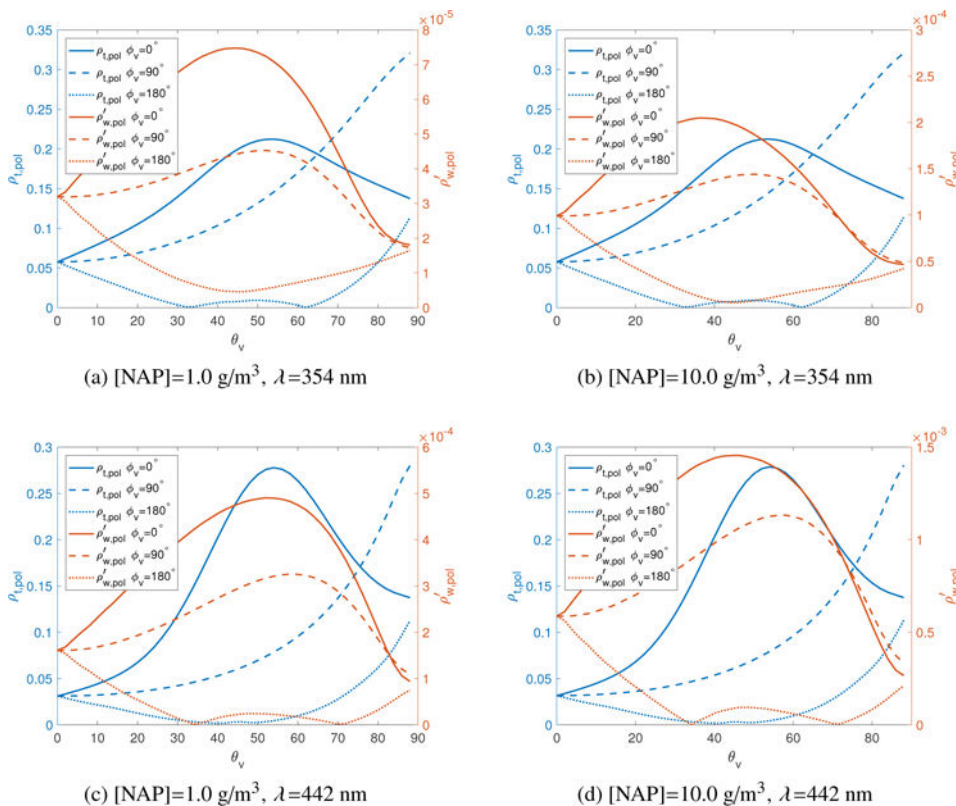 ×10⁻⁵
0.35 0.3 0.25 0.2 0.15 0.1 0.05 0
ρt,pol
ρt,pol ϕv=0°
ρt,pol ϕv=90°
ρt,pol ϕv=180°
ρ′w,pol ϕv=0°
ρ′w,pol ϕv=90°
ρ′w,pol ϕv=180°
8 7 6 5 4 3 2 1 0
ρ′w,pol
0 10 20 30 40 50 60 70 80 90
θv
(a) [NAP]=1.0 g/m³, λ=354 nm
×10⁻⁴
0.35 0.3 0.25 0.2 0.15 0.1 0.05 0
ρt,pol
ρt,pol ϕv=0°
ρt,pol ϕv=90°
ρt,pol ϕv=180°
ρ′w,pol ϕv=0°
ρ′w,pol ϕv=90°
ρ′w,pol ϕv=180°
3 2.5 2 1.5 1 0.5 0
ρ′w,pol
0 20 40 60 80
θv
(b) [NAP]=10.0 g/m³, λ=354 nm
×10⁻⁴
0.3 0.25 0.2 0.15 0.1 0.05 0
ρt,pol
ρt,pol ϕv=0°
ρt,pol ϕv=90°
ρt,pol ϕv=180°
ρ′w,pol ϕv=0°
ρ′w,pol ϕv=90°
ρ′w,pol ϕv=180°
6 5 4 3 2 1 0
ρ′w,pol
0 10 20 30 40 50 60 70 80 90
θv
(c) [NAP]=1.0 g/m³, λ=442 nm
×10⁻³
0.3 0.25 0.2 0.15 0.1 0.05 0
ρt,pol
ρt,pol ϕv=0°
ρt,pol ϕv=90°
ρt,pol ϕv=180°
ρ′w,pol ϕv=0°
ρ′w,pol ϕv=90°
ρ′w,pol ϕv=180°
1.5 1 0.5 0
ρ′w,pol
0 20 40 60 80
θv
(d) [NAP]=10.0 g/m³, λ=442 nm